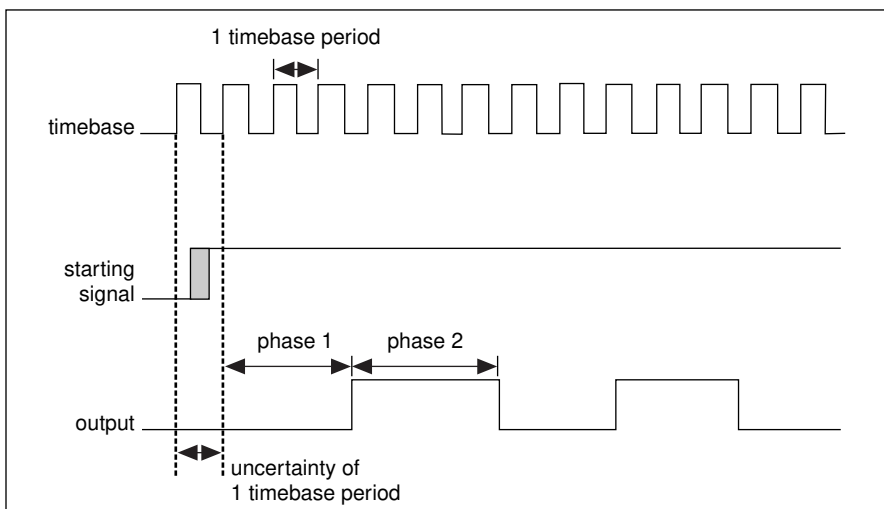 1 timebase period
timebase
starting
signal
phase 1
phase 2
output
uncertainty of
1 timebase period